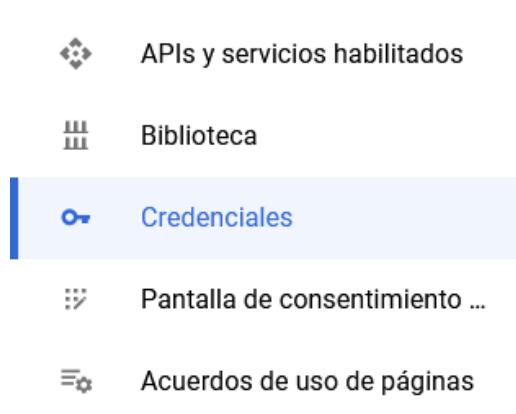 APIs y servicios habilitados
Biblioteca
Credenciales
Pantalla de consentimiento ...
Acuerdos de uso de páginas